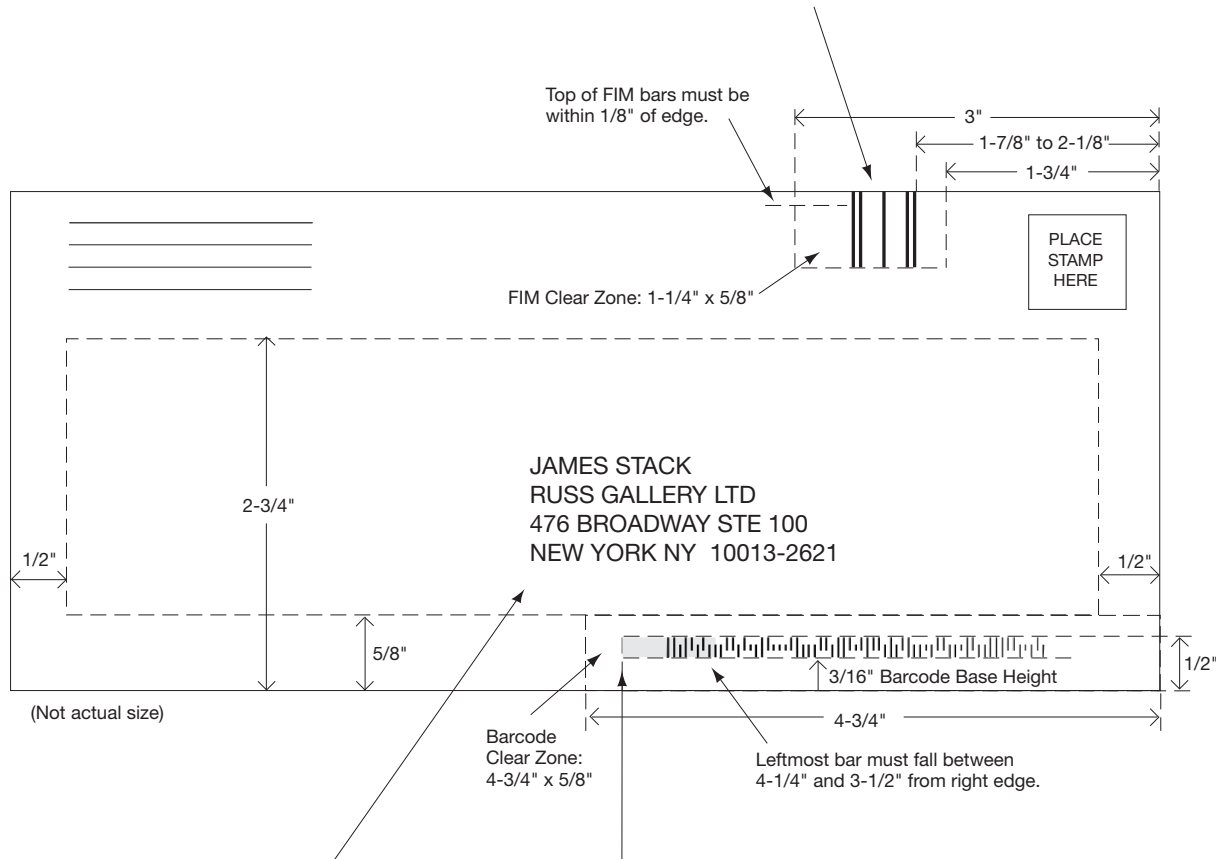 Top of FIM bars must be
within 1/8" of edge.
3"
1-7/8" to 2-1/8"
1-3/4"
PLACE
STAMP
HERE
FIM Clear Zone: 1-1/4" x 5/8"
JAMES STACK
RUSS GALLERY LTD
476 BROADWAY STE 100
NEW YORK NY 10013-2621
2-3/4"
1/2"
1/2"
5/8"
3/16" Barcode Base Height
1/2"
(Not actual size)
4-3/4"
Barcode
Clear Zone:
4-3/4" x 5/8"
Leftmost bar must fall between
4-1/4" and 3-1/2" from right edge.